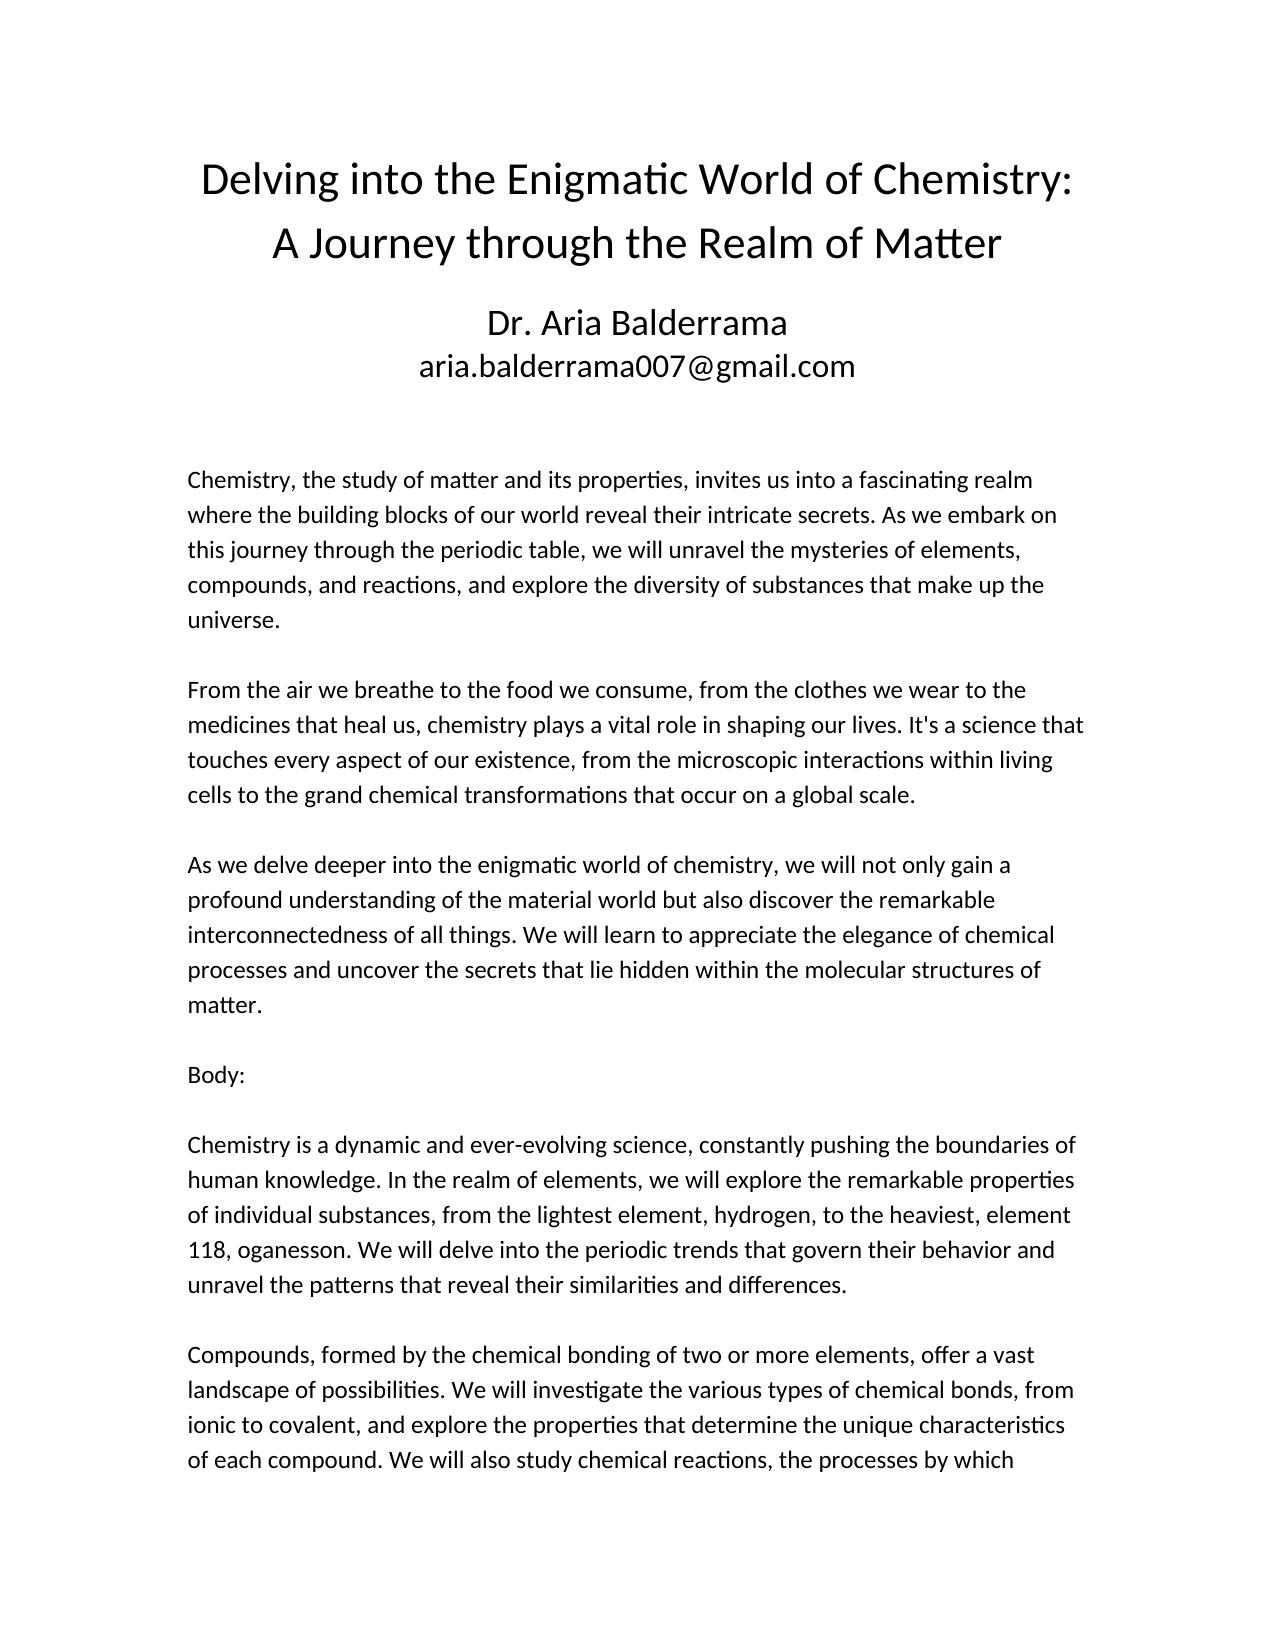 Delving into the Enigmatic World of Chemistry:
A Journey through the Realm of Matter
Dr. Aria Balderrama
aria.balderrama007@gmail.com
Chemistry, the study of matter and its properties, invites us into a fascinating realm
where the building blocks of our world reveal their intricate secrets. As we embark on
this journey through the periodic table, we will unravel the mysteries of elements,
compounds, and reactions, and explore the diversity of substances that make up the
universe.
From the air we breathe to the food we consume, from the clothes we wear to the
medicines that heal us, chemistry plays a vital role in shaping our lives. It's a science that
touches every aspect of our existence, from the microscopic interactions within living
cells to the grand chemical transformations that occur on a global scale.
As we delve deeper into the enigmatic world of chemistry, we will not only gain a
profound understanding of the material world but also discover the remarkable
interconnectedness of all things. We will learn to appreciate the elegance of chemical
processes and uncover the secrets that lie hidden within the molecular structures of
matter.
Body:
Chemistry is a dynamic and ever-evolving science, constantly pushing the boundaries of
human knowledge. In the realm of elements, we will explore the remarkable properties
of individual substances, from the lightest element, hydrogen, to the heaviest, element
118, oganesson. We will delve into the periodic trends that govern their behavior and
unravel the patterns that reveal their similarities and differences.
Compounds, formed by the chemical bonding of two or more elements, offer a vast
landscape of possibilities. We will investigate the various types of chemical bonds, from
ionic to covalent, and explore the properties that determine the unique characteristics
of each compound. We will also study chemical reactions, the processes by which